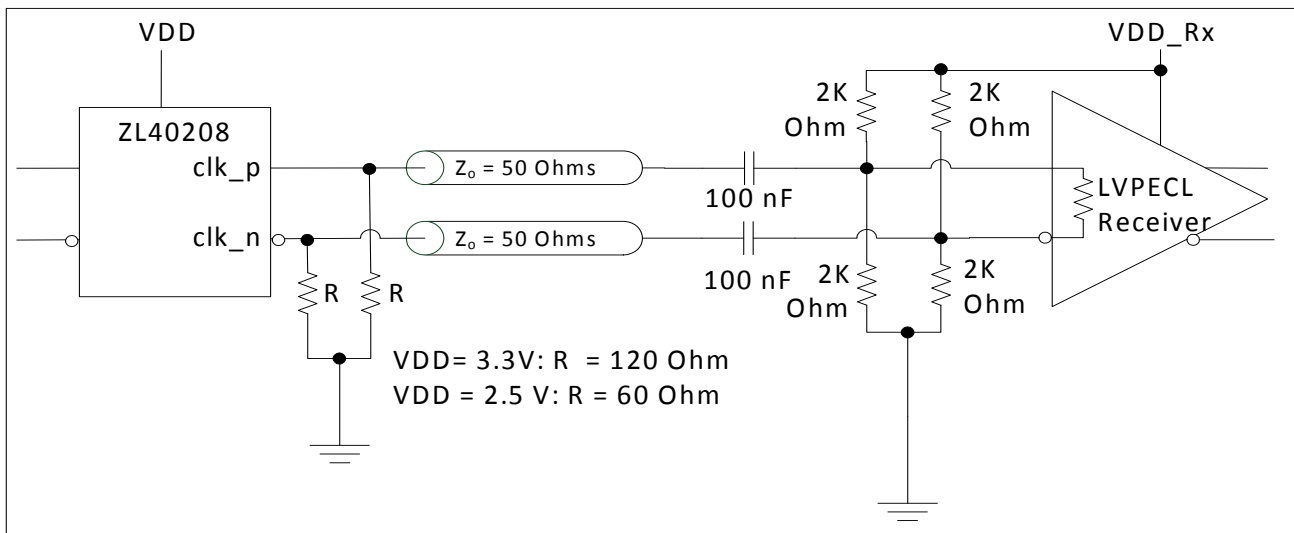 VDD
VDD_Rx
ZL40208
clk_p
clk_n
Zo = 50 Ohms
Zo = 50 Ohms
100 nF
100 nF
R
R
2K
Ohm
2K
Ohm
2K
Ohm
2K
Ohm
LVPECL
Receiver
VDD= 3.3V: R = 120 Ohm
VDD = 2.5 V: R = 60 Ohm